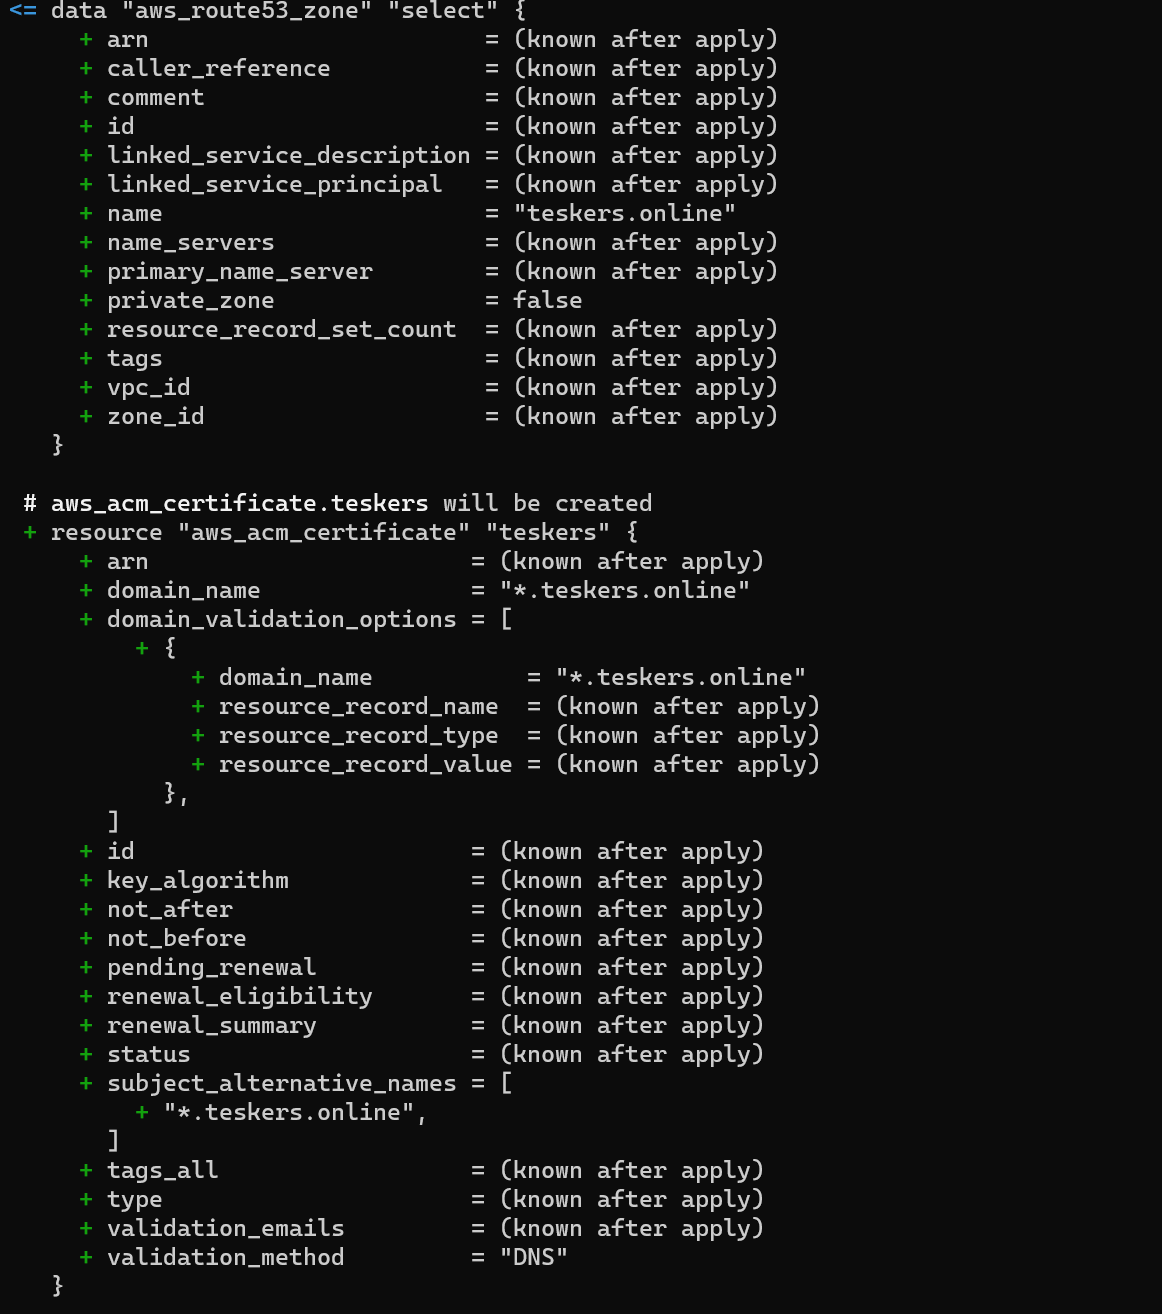 <= data "aws_route53_zone" "select" {
+ arn = (known after apply)
+ caller_reference = (known after apply)
+ comment = (known after apply)
+ id = (known after apply)
+ linked_service_description = (known after apply)
+ linked_service_principal = (known after apply)
+ name = "teskers.online"
+ name_servers = (known after apply)
+ primary_name_server = (known after apply)
+ private_zone = false
+ resource_record_set_count = (known after apply)
+ tags = (known after apply)
+ vpc_id = (known after apply)
+ zone_id = (known after apply)
}
# aws_acm_certificate.teskers will be created
+ resource "aws_acm_certificate" "teskers" {
+ arn = (known after apply)
+ domain_name = "*.teskers.online"
+ domain_validation_options = [
+ {
+ domain_name = "*.teskers.online"
+ resource_record_name = (known after apply)
+ resource_record_type = (known after apply)
+ resource_record_value = (known after apply)
},
]
+ id = (known after apply)
+ key_algorithm = (known after apply)
+ not_after = (known after apply)
+ not_before = (known after apply)
+ pending_renewal = (known after apply)
+ renewal_eligibility = (known after apply)
+ renewal_summary = (known after apply)
+ status = (known after apply)
+ subject_alternative_names = [
+ "*.teskers.online",
]
+ tags_all = (known after apply)
+ type = (known after apply)
+ validation_emails = (known after apply)
+ validation_method = "DNS"
}